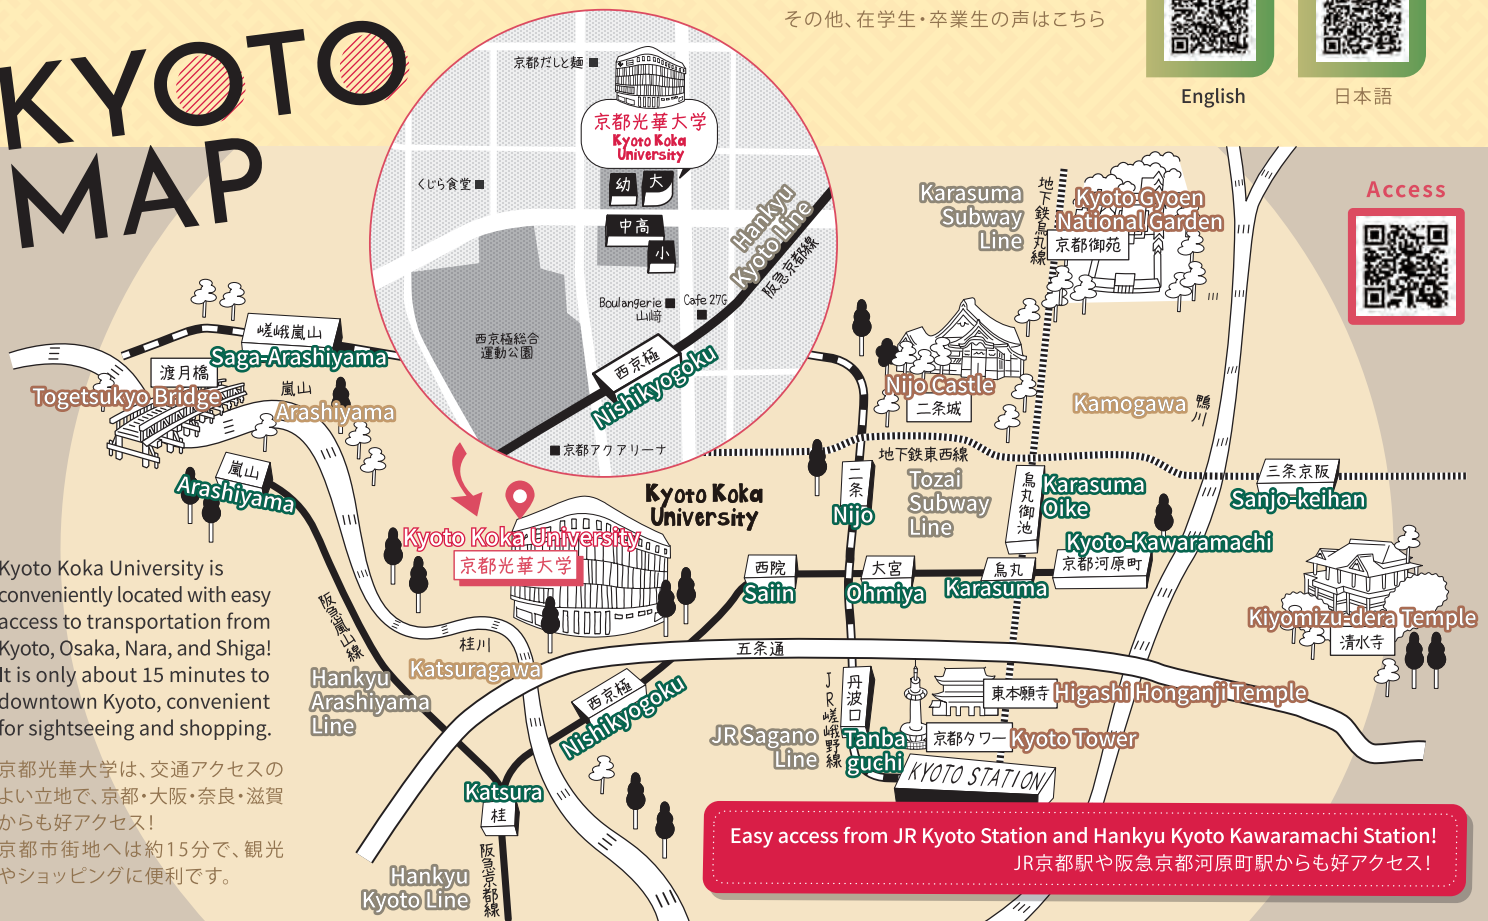 KYOTO
MAP
その他、在学生・卒業生の声はこちら
English
日本語
Access
京都だしと麺
京都光華大学
Kyoto Koka
University
くじら食堂
幼
大
中高
小
Hankyu
Kyoto Line
阪急京都線
Boulangerie
山﨑
Cafe 27G
西京極総合
運動公園
西京極
Nishikyogoku
京都アクアリーナ
Karasuma
Subway
Line
地下鉄烏丸線
Kyoto Gyoen
National Garden
京都御苑
嵯峨嵐山
Saga-Arashiyama
渡月橋
Togetsukyo Bridge
嵐山
Arashiyama
嵐山
Arashiyama
Nijo Castle
二条城
Kamogawa
鴨川
地下鉄東西線
Tozai
Subway
Line
二条
Nijo
烏丸御池
Karasuma
Oike
三条京阪
Sanjo-keihan
Kyoto Koka
University
Kyoto Koka University
京都光華大学
Kyoto-Kawaramachi
京都河原町
西院
Saiin
大宮
Ohmiya
烏丸
Karasuma
Kiyomizu-dera Temple
清水寺
Kyoto Koka University is
conveniently located with easy
access to transportation from
Kyoto, Osaka, Nara, and Shiga!
It is only about 15 minutes to
downtown Kyoto, convenient
for sightseeing and shopping.
京都光華大学は、交通アクセスの
よい立地で、京都・大阪・奈良・滋賀
からも好アクセス！
京都市街地へは約15分で、観光
やショッピングに便利です。
阪急嵐山線
Hankyu
Arashiyama
Line
桂川
Katsuragawa
五条通
西京極
Nishikyogoku
JR嵯峨野線
JR Sagano
Line
丹波口
Tanba
guchi
東本願寺
Higashi Honganji Temple
京都タワー
Kyoto Tower
KYOTO STATION
Katsura
桂
阪急京都線
Hankyu
Kyoto Line
Easy access from JR Kyoto Station and Hankyu Kyoto Kawaramachi Station!
JR京都駅や阪急京都河原町駅からも好アクセス！